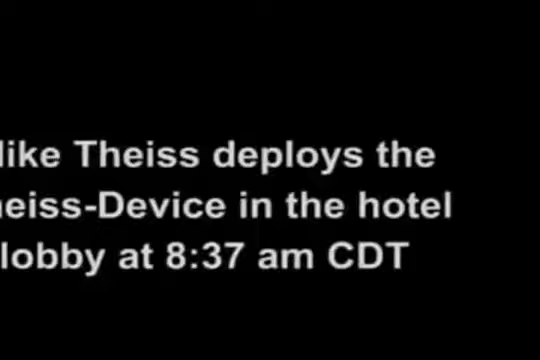 Theiss deploys the
in the hotel
lobby at 8:37 am CDT